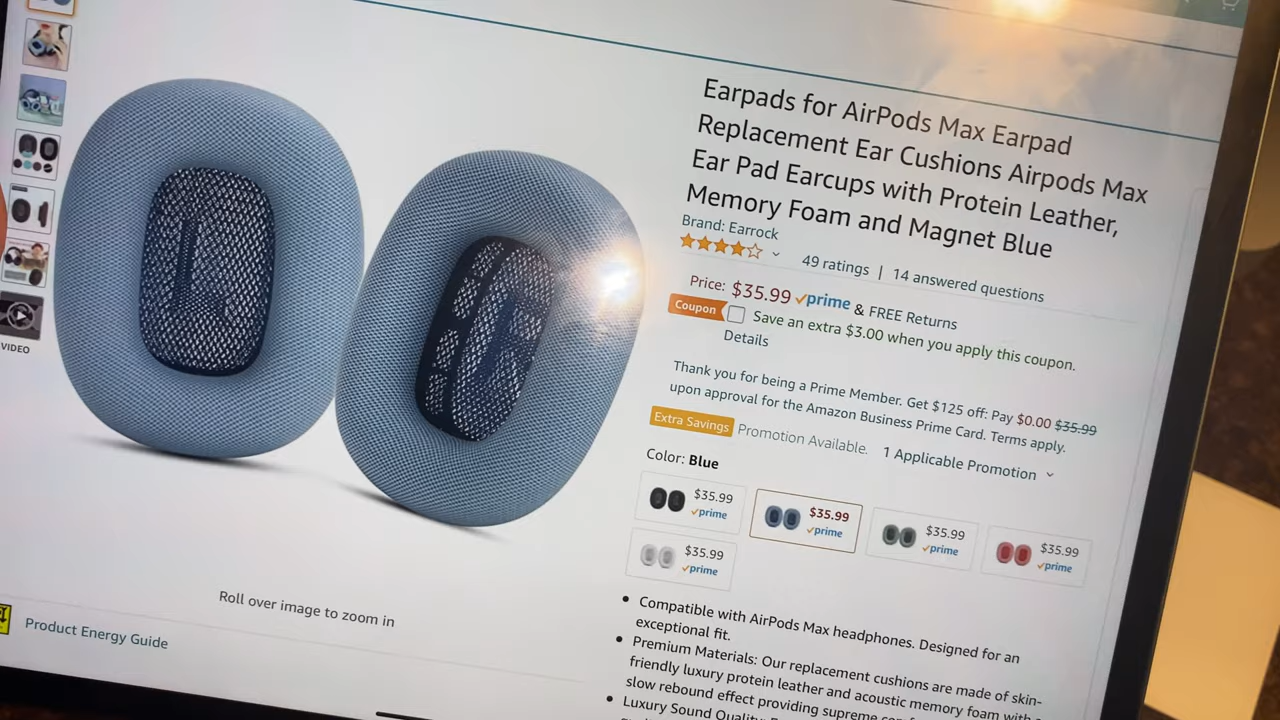 Earpads for AirPods Max Earpad
Replacement Ear Cushions Airpods Max
Ear Pad Earcups with Protein Leather,
Memory Foam and Magnet Blue
Brand: Earrock
49 ratings | 14 answered questions
Price: $35.99 prime & FREE Returns
Coupon Save an extra $3.00 when you apply this coupon.
Details
Thank you for being a Prime Member. Get $125 off: Pay $0.00 $35.99
upon approval for the Amazon Business Prime Card. Terms apply.
Extra Savings Promotion Available. 1 Applicable Promotion
Color: Blue
$35.99 prime
$35.99 prime
$35.99 prime
$35.99 prime
$35.99 prime
Compatible with AirPods Max headphones. Designed for an
exceptional fit.
Premium Materials: Our replacement cushions are made of skin-
friendly luxury protein leather and acoustic memory foam with
slow rebound effect providing supreme
Luxury Sound Quality:
VIDEO
Roll over image to zoom in
Product Energy Guide